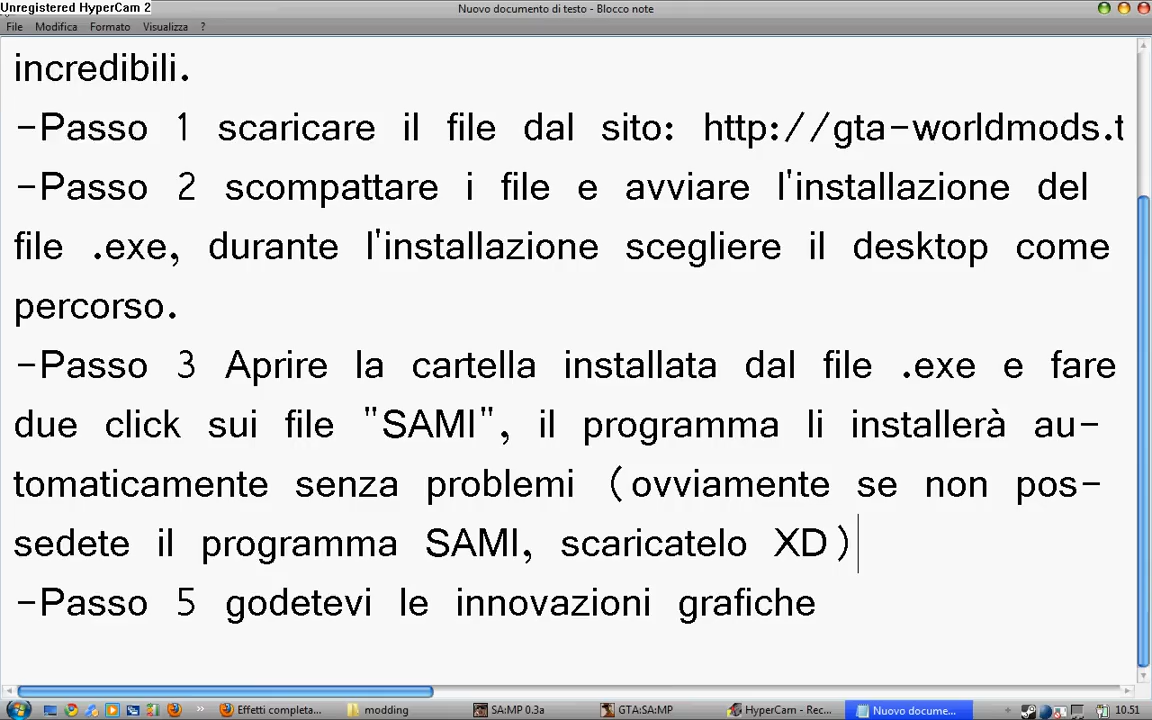 Unregistered HyperCam 2
Nuovo documento di testo - Blocco note
File Modifica Formato Visualizza ?
incredibili.
-Passo 1 scaricare il file dal sito: http://gta-worldmods.t
-Passo 2 scompattare i file e avviare l'installazione del
file .exe, durante l'installazione scegliere il desktop come
percorso.
-Passo 3 Aprire la cartella installata dal file .exe e fare
due click sui file "SAMI", il programma li installerà au-
tomaticamente senza problemi (ovviamente se non pos-
sedete il programma SAMI, scaricatelo XD)
-Passo 5 godetevi le innovazioni grafiche
Effetti completa... modding SA:MP 0.3a GTA:SA:MP HyperCam - Rec... Nuovo docume... 10.51